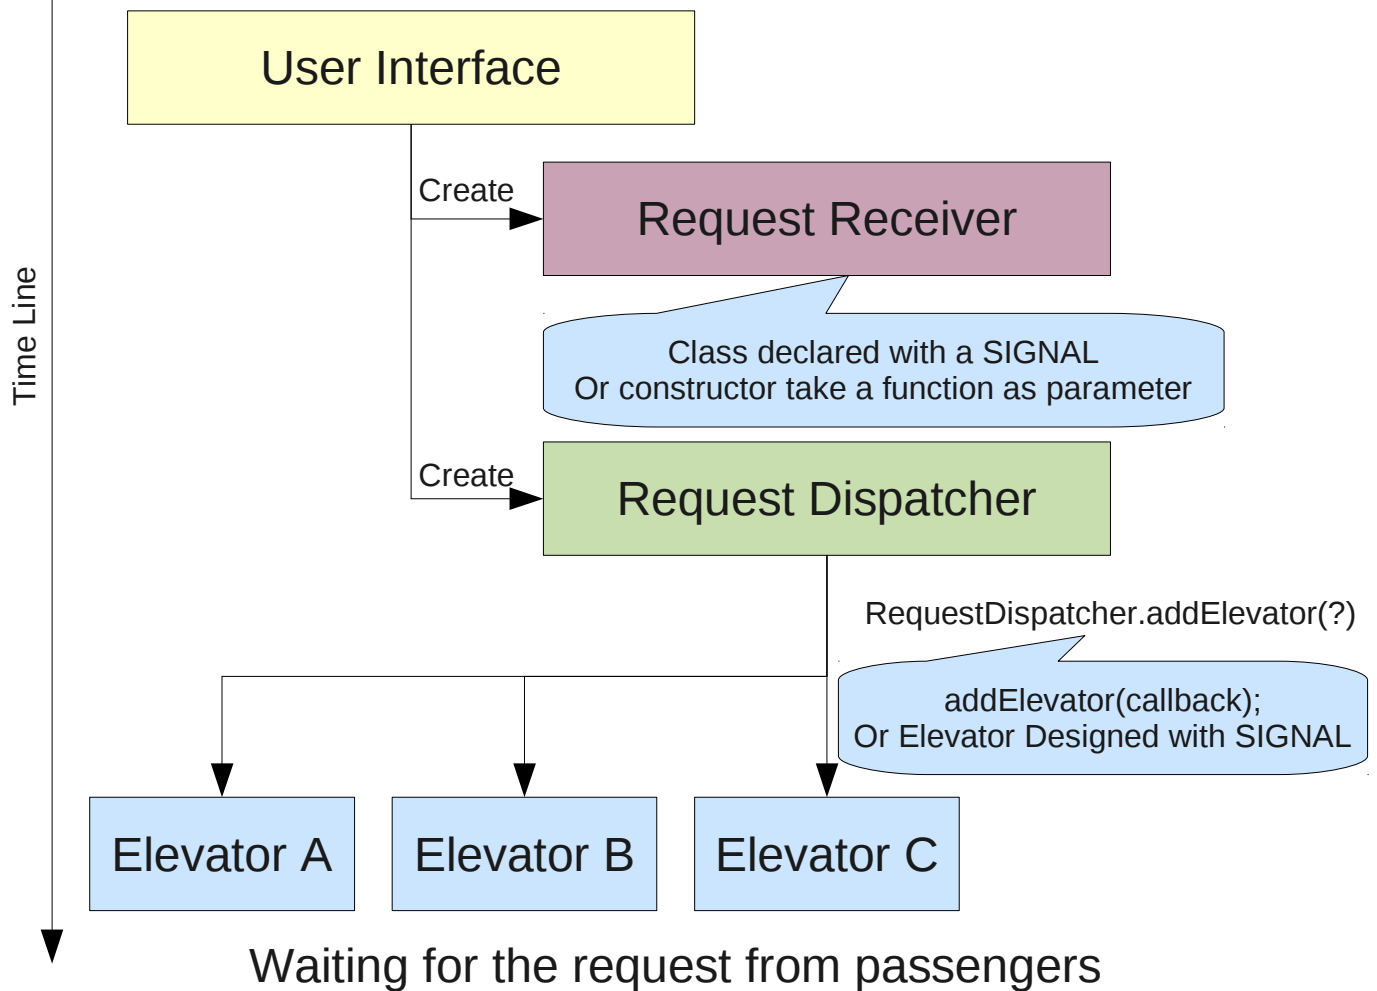 User Interface
Create
Request Receiver
Time Line
Class declared with a SIGNAL
Or constructor take a function as parameter
Create
Request Dispatcher
RequestDispatcher.addElevator(?)
addElevator(callback);
Or Elevator Designed with SIGNAL
Elevator A
Elevator B
Elevator C
Waiting for the request from passengers